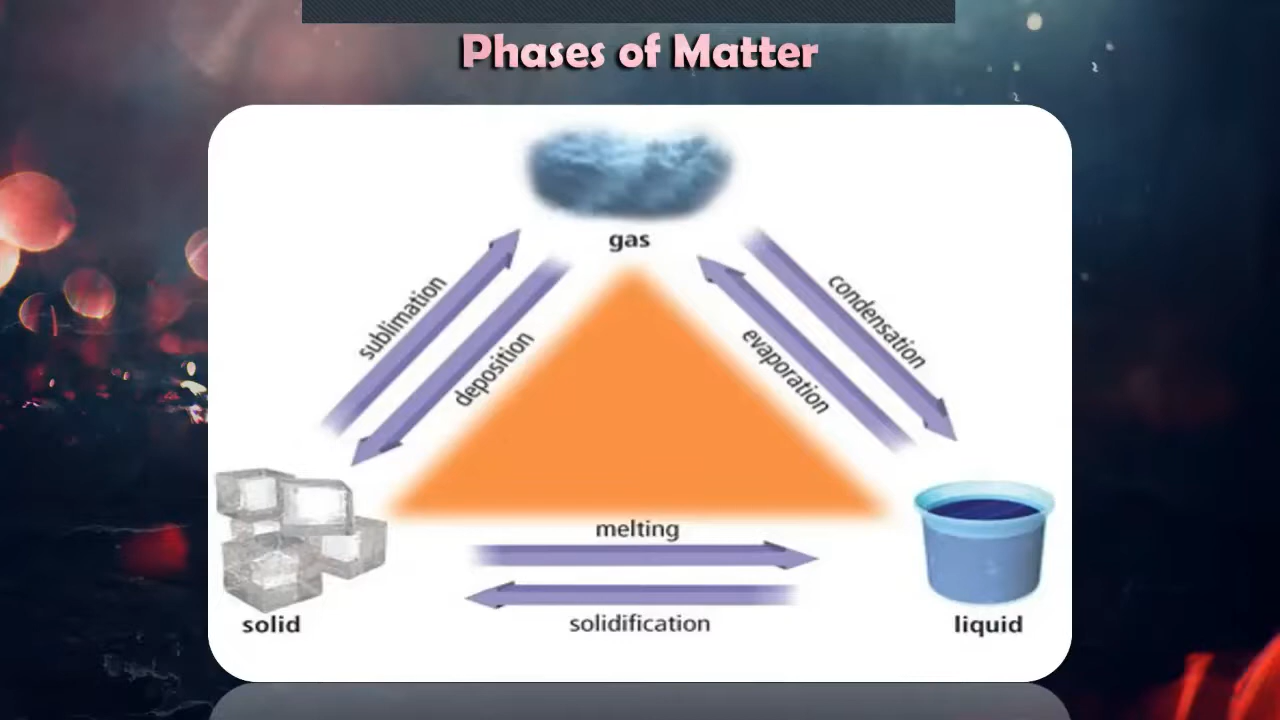 Phases of Matter
gas
sublimation
deposition
condensation
evaporation
melting
solidification
solid
liquid